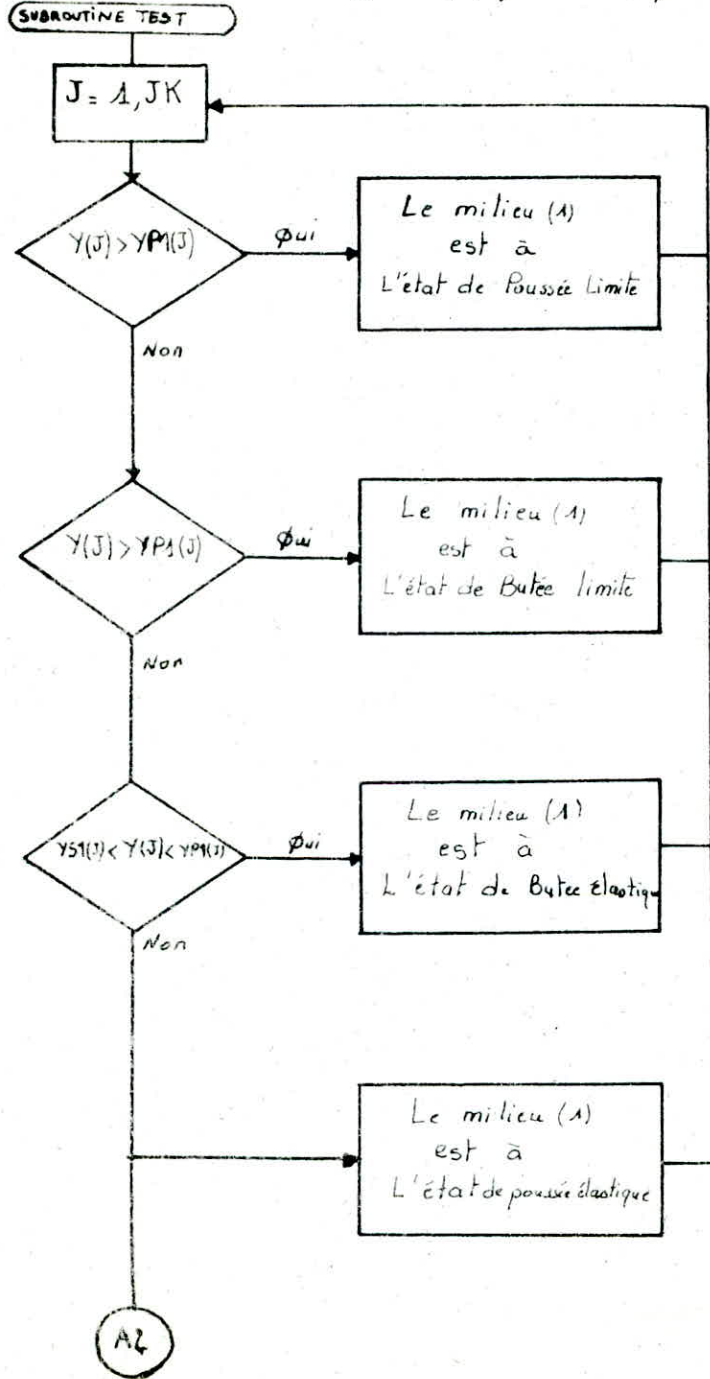 SUBROUTINE TEST
J = 1, JK
Y(J) > YP1(J)
Oui
Le milieu (1)
est à
L'état de Poussée Limite
Non
Y(J) > YP1(J)
Oui
Le milieu (1)
est à
L'état de Butée limite
Non
YS1(J) < Y(J) < YP1(J)
Oui
Le milieu (1)
est à
L'état de Butée élastique
Non
Le milieu (1)
est à
L'état de poussée élastique
A2